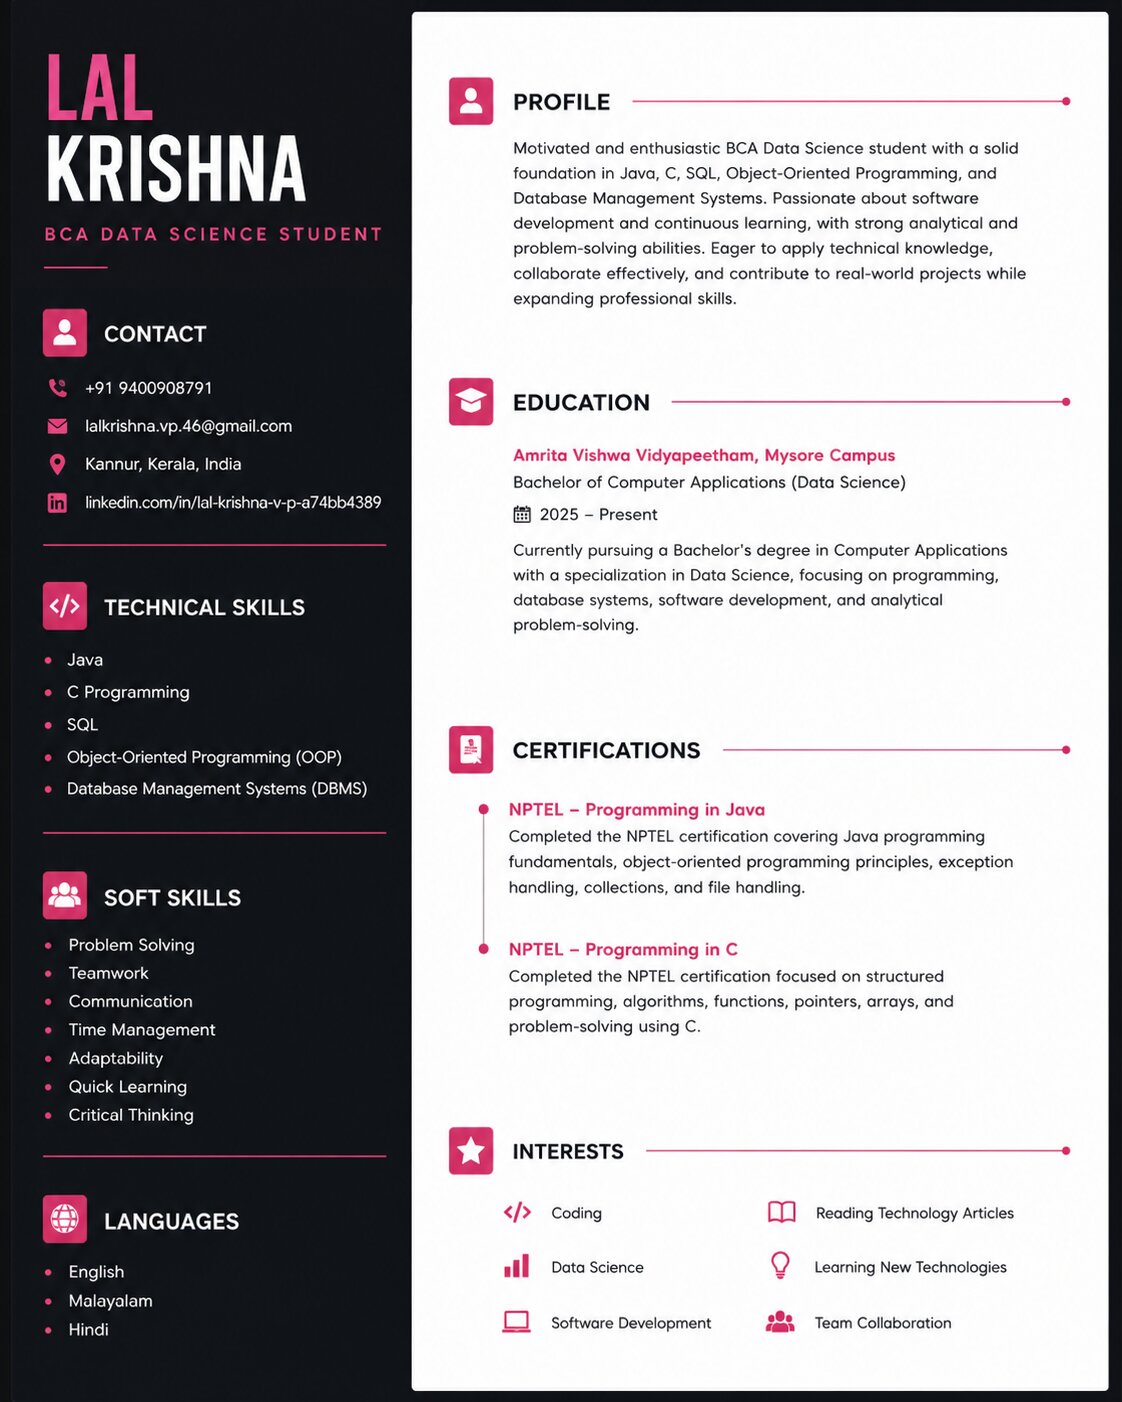 LAL
KRISHNA
BCA DATA SCIENCE STUDENT
CONTACT
+91 9400908791
lalkrishna.vp.46@gmail.com
Kannur, Kerala, India
linkedin.com/in/lal-krishna-v-p-a74bb4389
TECHNICAL SKILLS
Java
C Programming
SQL
Object-Oriented Programming (OOP)
Database Management Systems (DBMS)
SOFT SKILLS
Problem Solving
Teamwork
Communication
Time Management
Adaptability
Quick Learning
Critical Thinking
LANGUAGES
English
Malayalam
Hindi
PROFILE
Motivated and enthusiastic BCA Data Science student with a solid
foundation in Java, C, SQL, Object-Oriented Programming, and
Database Management Systems. Passionate about software
development and continuous learning, with strong analytical and
problem-solving abilities. Eager to apply technical knowledge,
collaborate effectively, and contribute to real-world projects while
expanding professional skills.
EDUCATION
Amrita Vishwa Vidyapeetham, Mysore Campus
Bachelor of Computer Applications (Data Science)
2025 – Present
Currently pursuing a Bachelor's degree in Computer Applications
with a specialization in Data Science, focusing on programming,
database systems, software development, and analytical
problem-solving.
CERTIFICATIONS
NPTEL – Programming in Java
Completed the NPTEL certification covering Java programming
fundamentals, object-oriented programming principles, exception
handling, collections, and file handling.
NPTEL – Programming in C
Completed the NPTEL certification focused on structured
programming, algorithms, functions, pointers, arrays, and
problem-solving using C.
INTERESTS
Coding
Reading Technology Articles
Data Science
Learning New Technologies
Software Development
Team Collaboration